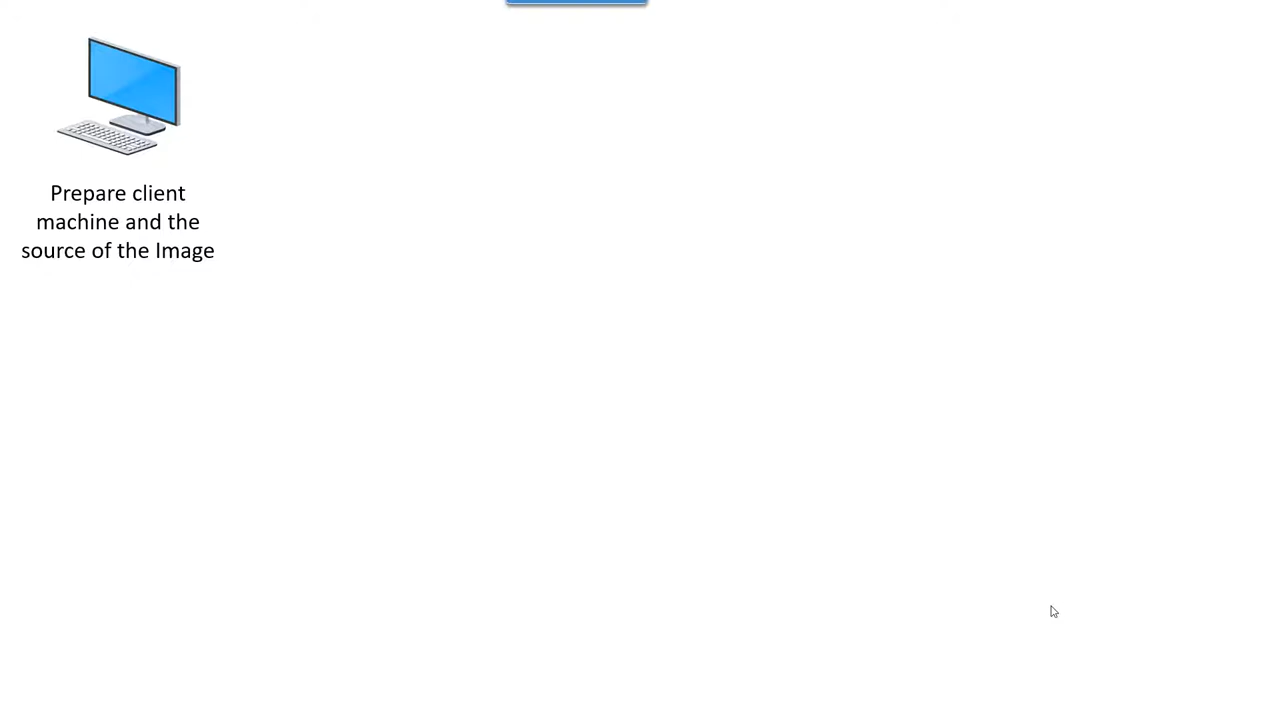 Prepare client
machine and the
source of the Image